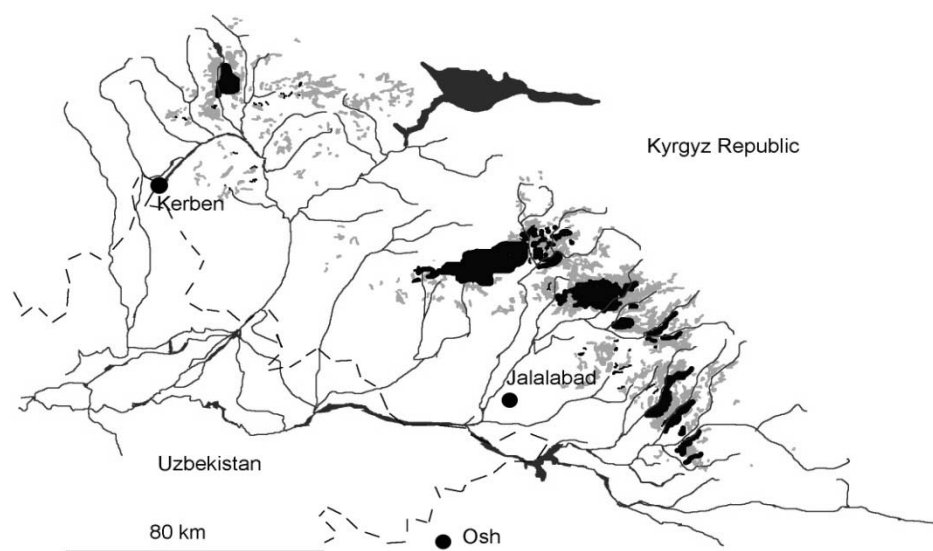 Kyrgyz Republic
Kerben
Jalalabad
Uzbekistan
80 km
Osh